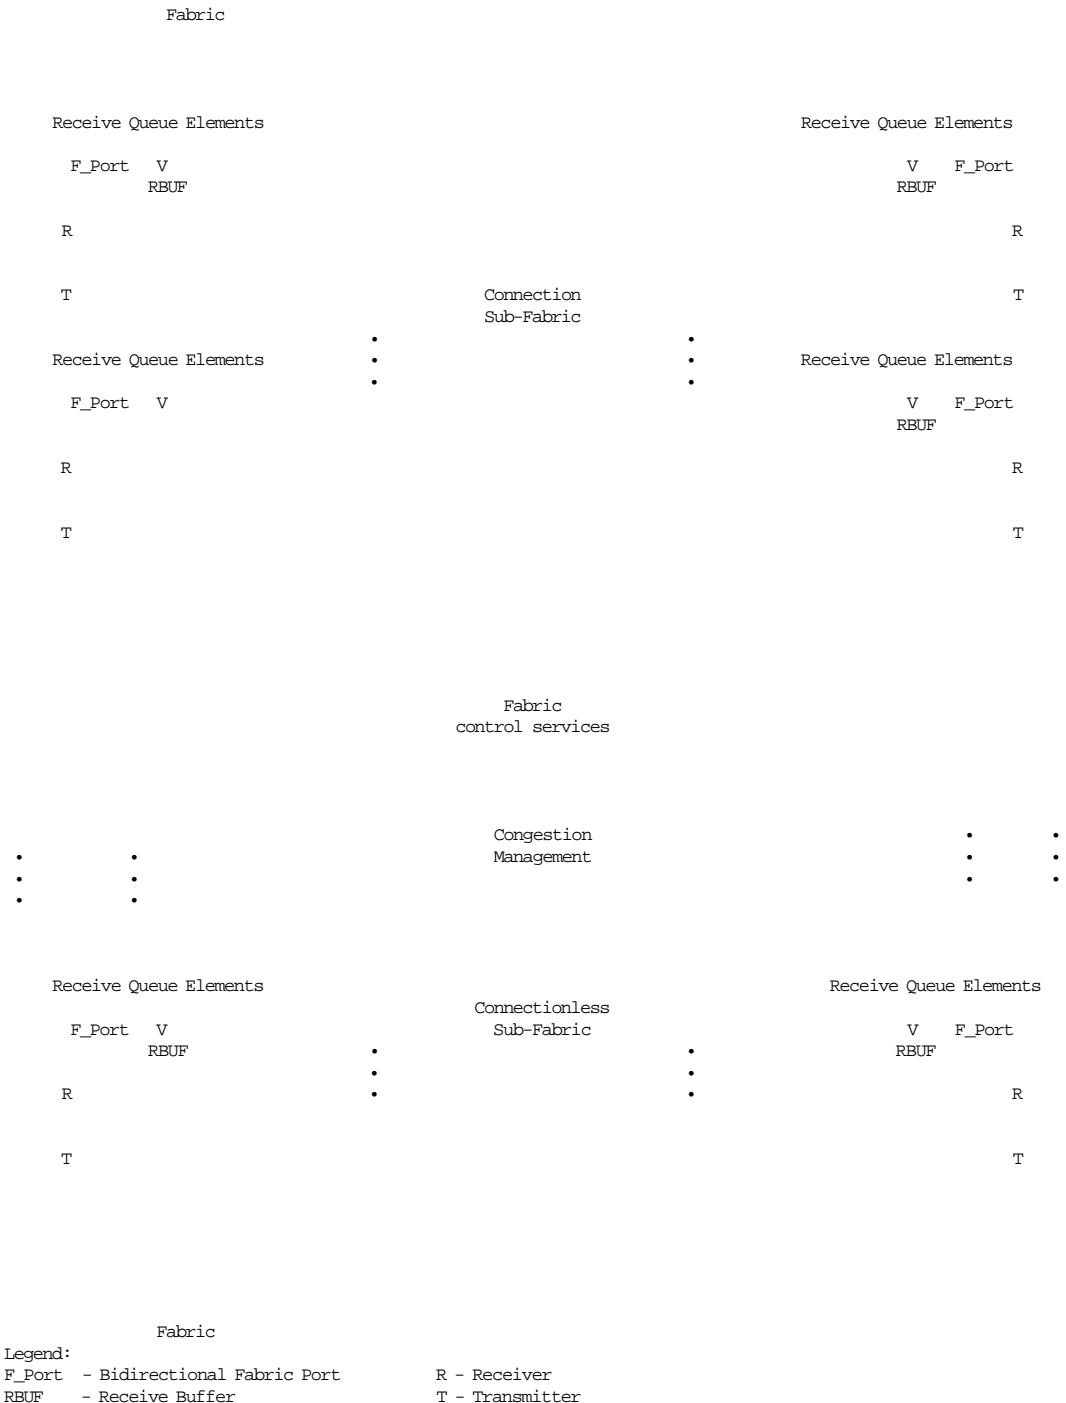 Fabric
Receive Queue Elements Receive Queue Elements
F_Port V V F_Port
RBUF RBUF
R R
T Connection T
Sub-Fabric
• •
Receive Queue Elements • • Receive Queue Elements
• •
F_Port V V F_Port
RBUF
R R
T T
Fabric
control services
Congestion • •
• • Management • •
• • • •
• •
Receive Queue Elements Receive Queue Elements
Connectionless
F_Port V Sub-Fabric V F_Port
RBUF • • RBUF
• •
R • • R
T T
Fabric
Legend:
F_Port - Bidirectional Fabric Port R - Receiver
RBUF - Receive Buffer T - Transmitter